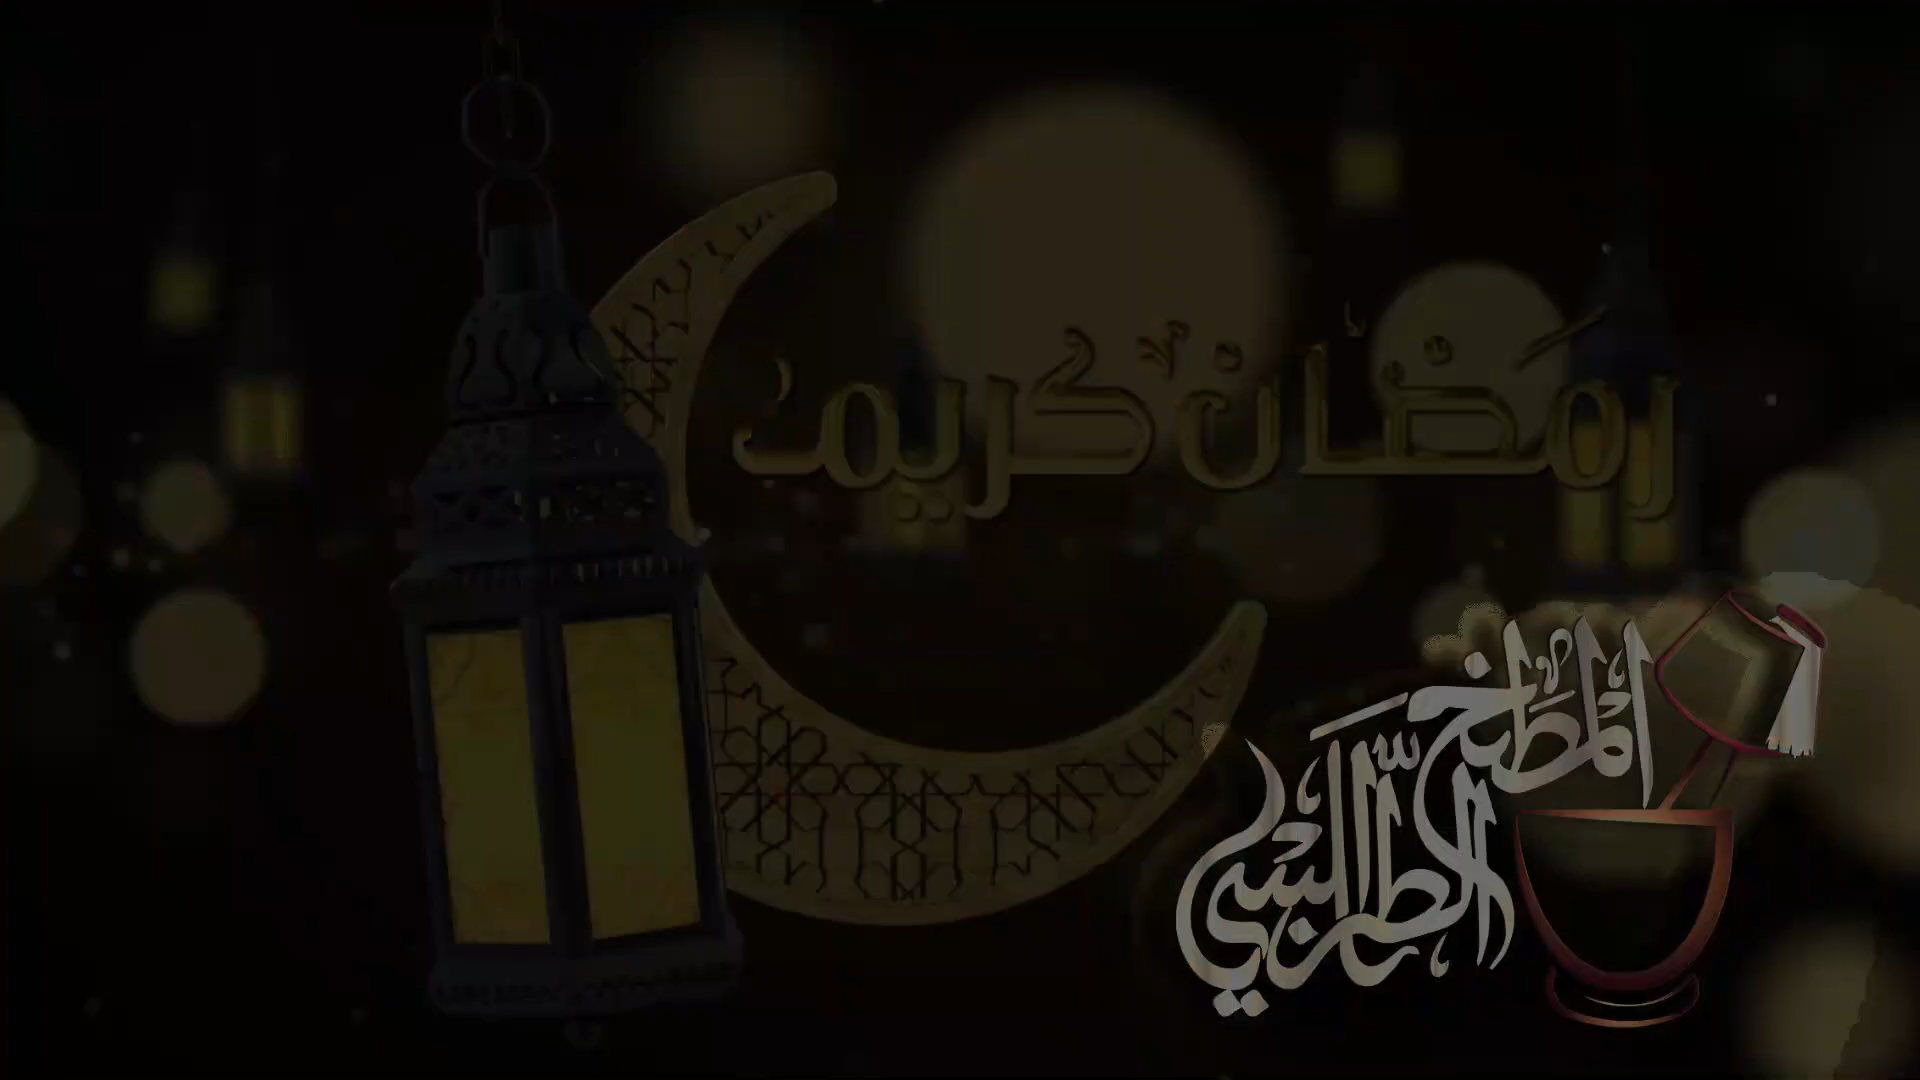 رمضان كريم
المطبخ
الطرابلسي